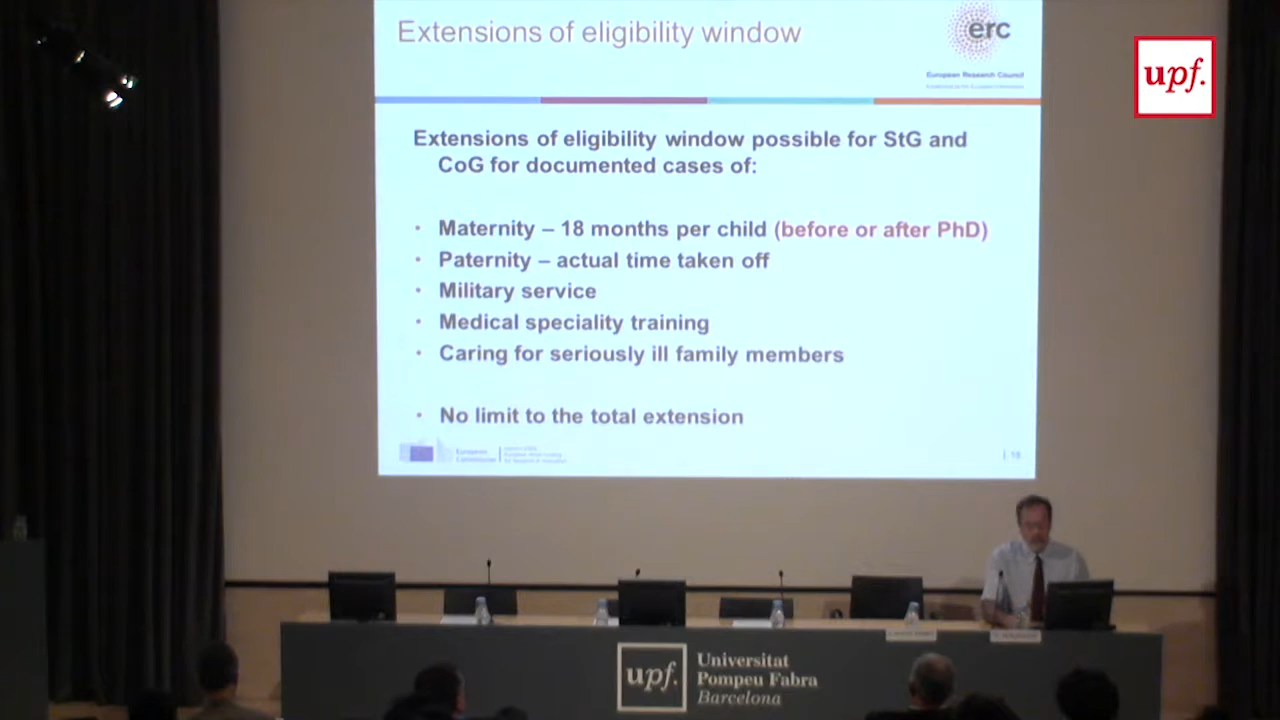 Extensions of eligibility window
erc
European Research Council
upf.
Extensions of eligibility window possible for StG and
CoG for documented cases of:
• Maternity – 18 months per child (before or after PhD)
• Paternity – actual time taken off
• Military service
• Medical speciality training
• Caring for seriously ill family members
• No limit to the total extension
European
Commission
upf.
Universitat
Pompeu Fabra
Barcelona